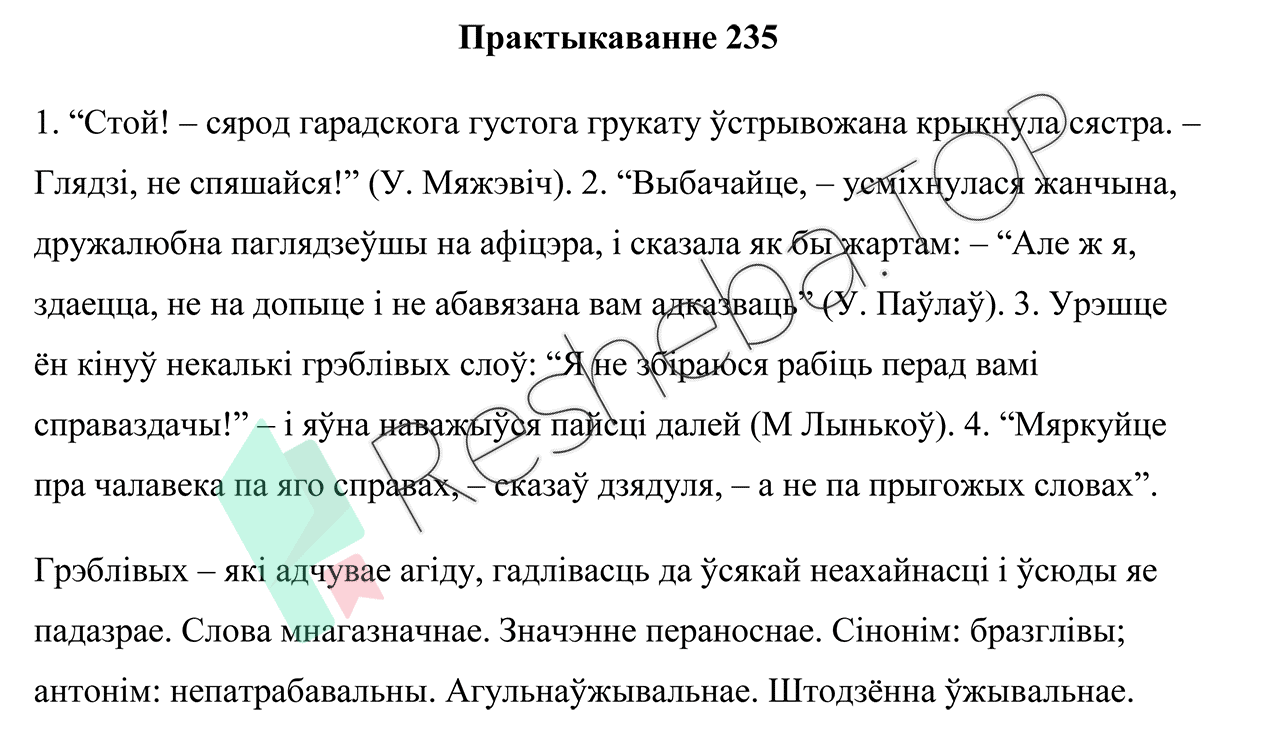 Практыкаванне 235
1. “Стой! – сярод гарадскога густога грукату ўстрывожана крыкнула сястра. –
Глядзі, не спяшайся!” (У. Мяжэвіч). 2. “Выбачайце, – усміхнулася жанчына,
дружалюбна паглядзеўшы на афіцэра, і сказала як бы жартам: – “Але ж я,
здаецца, не на допыце і не абавязана вам адказваць” (У. Паўлаў). 3. Урэшце
ён кінуў некалькі грэблівых слоў: “Я не збіраюся рабіць перад вамі
справаздачы!” – і яўна наважыўся пайсці далей (М Лынькоў). 4. “Мяркуйце
пра чалавека па яго справах, – сказаў дзядуля, – а не па прыгожых словах”.
Грэблівых – які адчувае агіду, гадлівасць да ўсякай неахайнасці і ўсюды яе
падазрае. Слова мнагазначнае. Значэнне пераноснае. Сінонім: бразглівы;
антонім: непатрабавальны. Агульнаўжывальнае. Штодзённа ўжывальнае.
Resheba.TOP